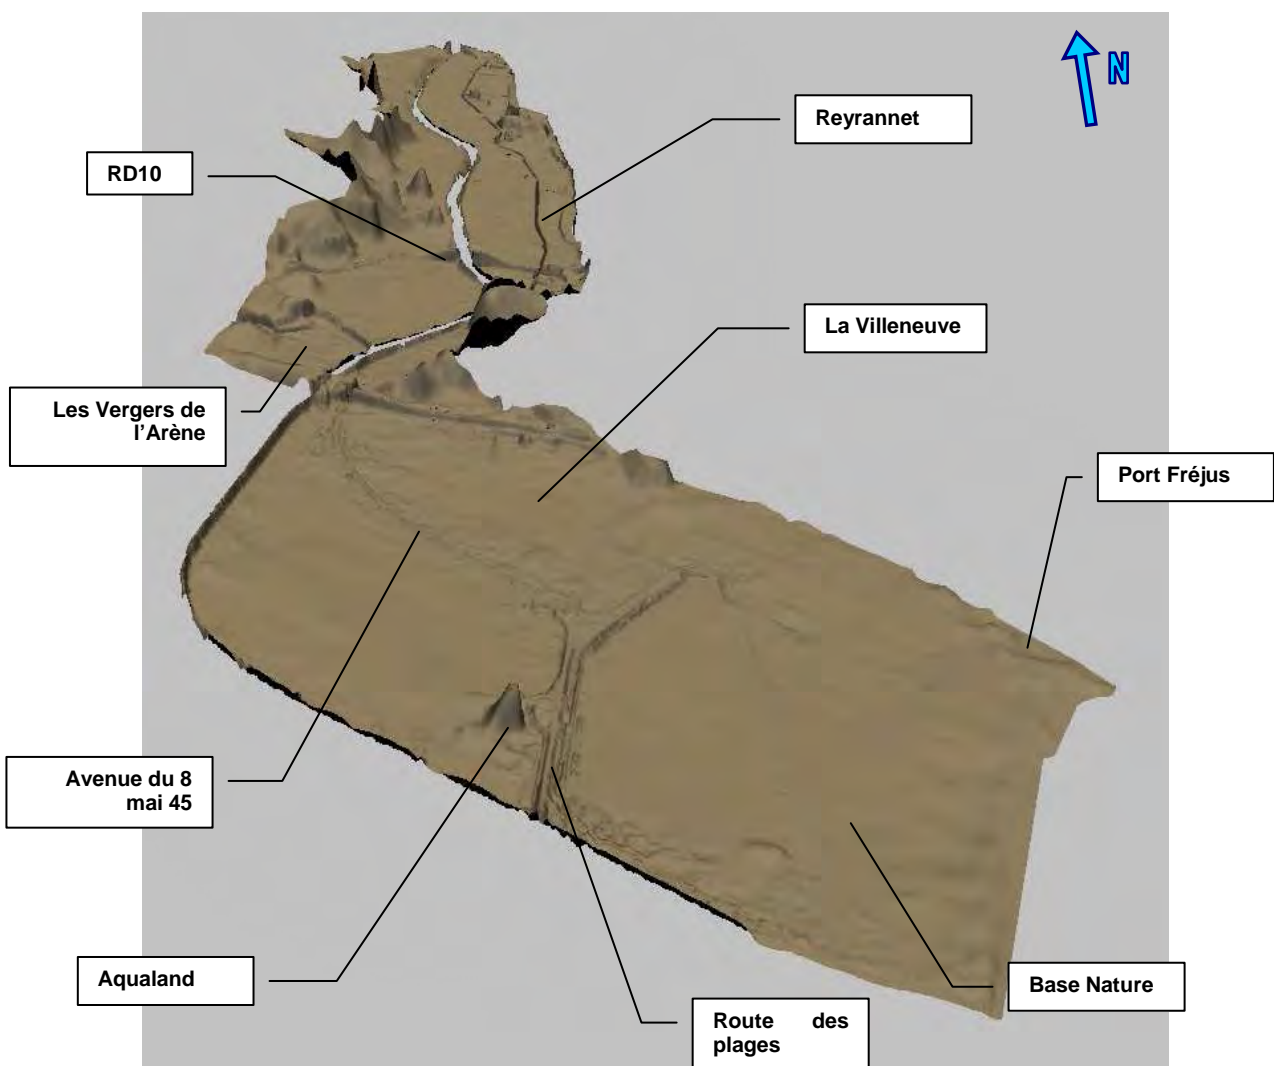 N
Reyrannet
RD10
La Villeneuve
Les Vergers de
l'Arène
Port Fréjus
Avenue du 8
mai 45
Aqualand
Base Nature
Route des
plages